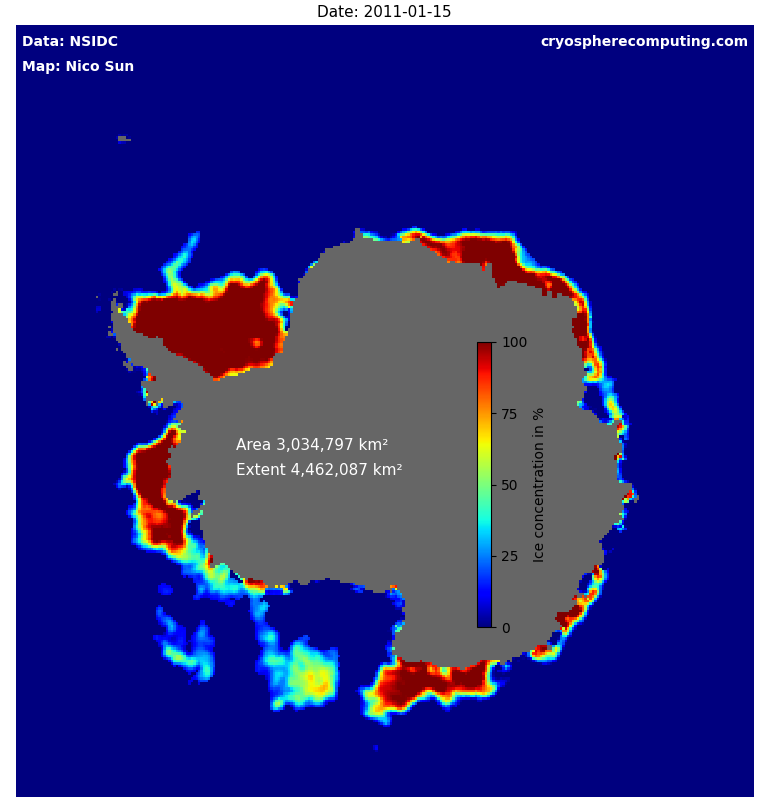 Date: 2011-01-15
Data: NSIDC
cryospherecomputing.com
Map: Nico Sun
100
75
50
25
0
Ice concentration in %
Area 3,034,797 km²
Extent 4,462,087 km²